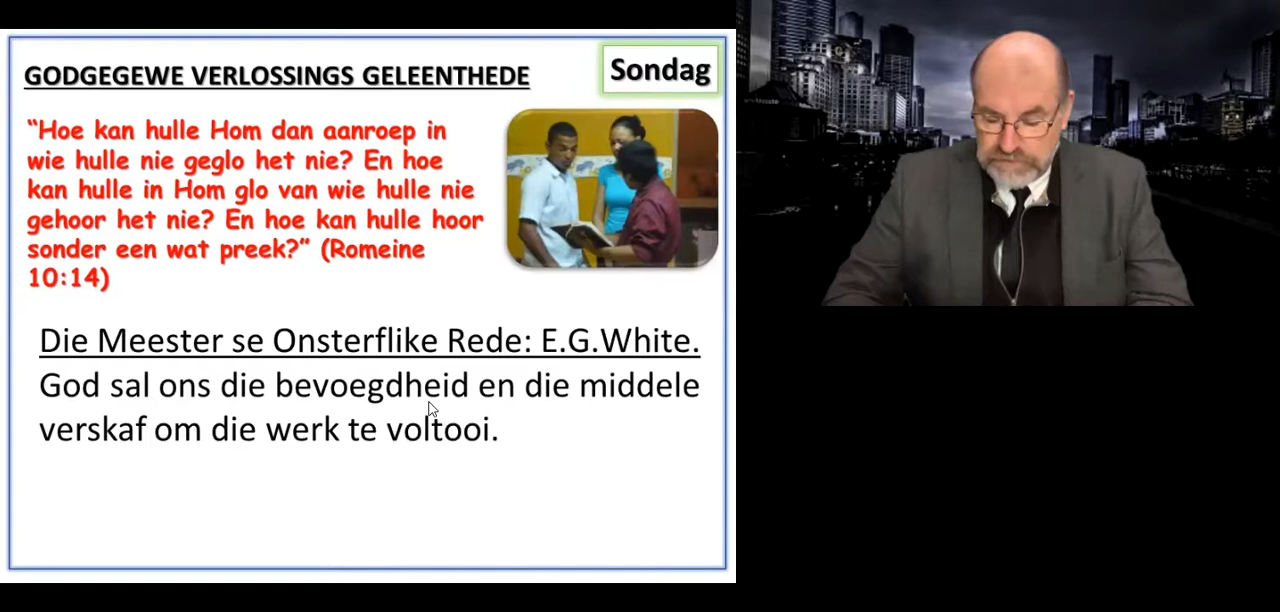 GODGEGEWE VERLOSSINGS GELEENTHEDE
Sondag
“Hoe kan hulle Hom dan aanroep in
wie hulle nie geglo het nie? En hoe
kan hulle in Hom glo van wie hulle nie
gehoor het nie? En hoe kan hulle hoor
sonder een wat preek?” (Romeine
10:14)
Die Meester se Onsterflike Rede: E.G.White.
God sal ons die bevoegdheid en die middele
verskaf om die werk te voltooi.